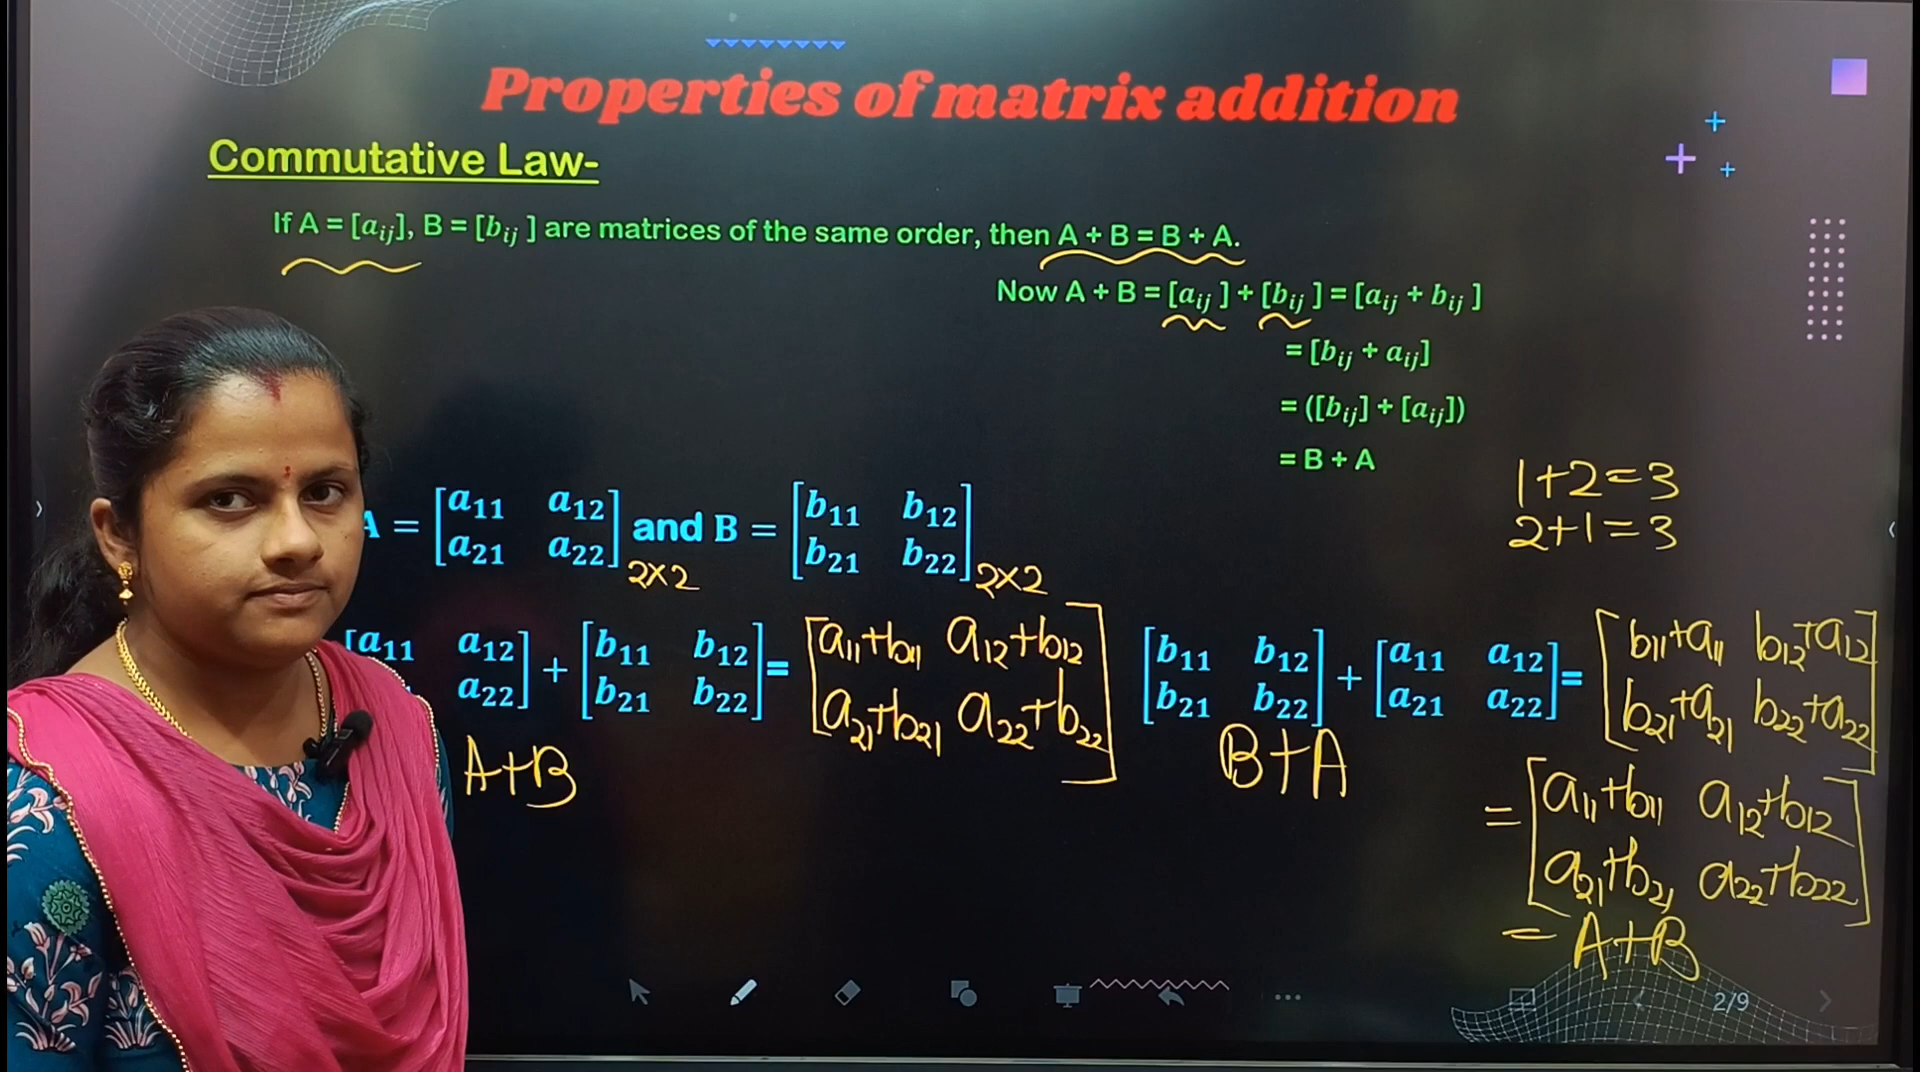 Properties of matrix addition
Commutative Law-
If A = [aij], B = [bij ] are matrices of the same order, then A + B = B + A.
Now A + B = [aij ] + [bij ] = [aij + bij ]
= [bij + aij]
= ([bij] + [aij])
= B + A
1+2=3
2+1=3
A = [a11 a12] and B = [b11 b12]
[a21 a22] 2×2 [b21 b22] 2×2
[a11 a12] + [b11 b12] = [a11+b11 a12+b12] [b11 b12] + [a11 a12] = [b11+a11 b12+a12]
a22] [b21 b22] [a21+b21 a22+b22] [b21 b22] [a21 a22] [b21+a21 b22+a22]
A+B B+A
= [a11+b11 a12+b12]
[a21+b21 a22+b22]
= A+B
2/9